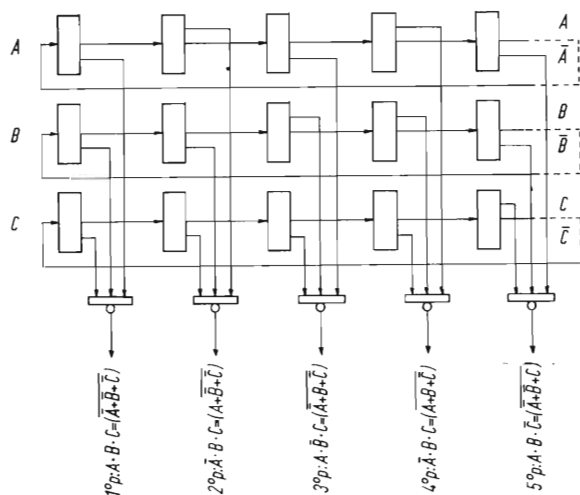 A
A
Ā
B
B
B̄
C
C
C̄
1°p: A·B·C=(Ā+B̄+C̄)
2°p: Ā·B·C=(A+B̄+C̄)
3°p: A·B̄·C=(Ā+B+C̄)
4°p: Ā·B̄·C=(A+B+C̄)
5°p: A·B·C̄=(Ā+B̄+C)